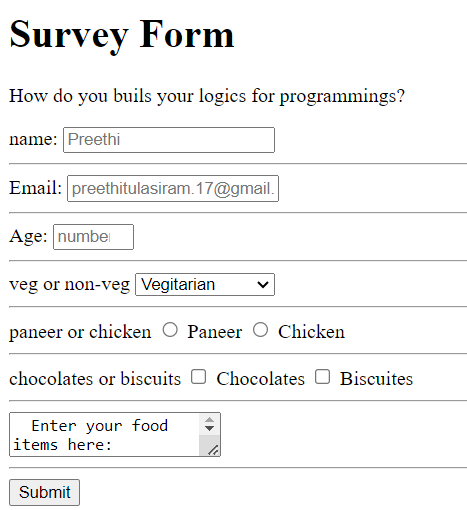 Survey Form
How do you buils your logics for programmings?
name: Preethi
Email: preethitulasiram.17@gmail.
Age: number
veg or non-veg Vegitarian
paneer or chicken Paneer Chicken
chocolates or biscuits Chocolates Biscuites
Enter your food
items here:
Submit